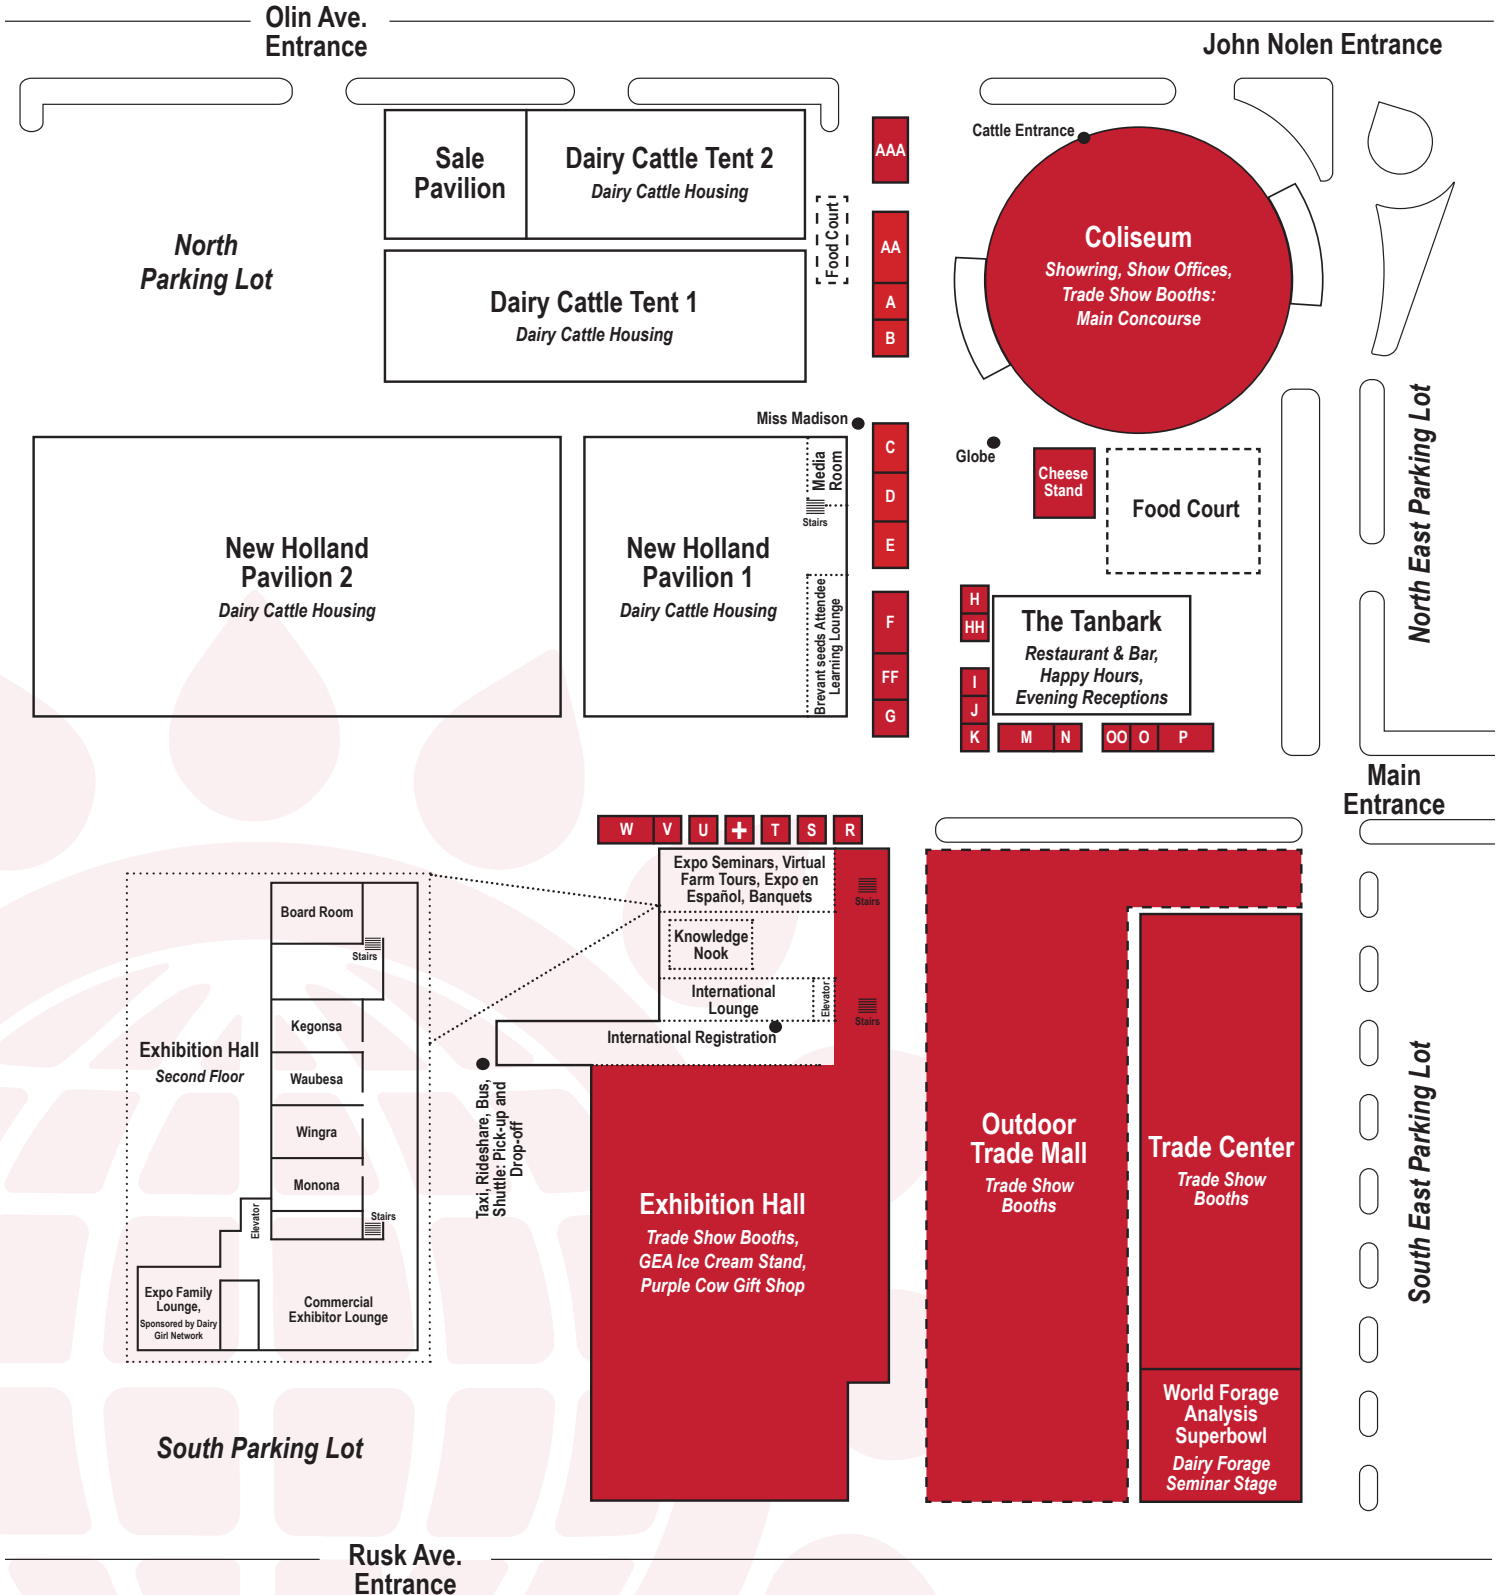 Olin Ave.
Entrance
John Nolen Entrance
Cattle Entrance
Sale
Pavilion
Dairy Cattle Tent 2
Dairy Cattle Housing
Food Court
AAA
AA
A
B
Coliseum
Showring, Show Offices,
Trade Show Booths:
Main Concourse
North
Parking Lot
Dairy Cattle Tent 1
Dairy Cattle Housing
North East Parking Lot
Miss Madison
Globe
Cheese
Stand
Food Court
New Holland
Pavilion 2
Dairy Cattle Housing
New Holland
Pavilion 1
Dairy Cattle Housing
Media
Room
Stairs
Brevant seeds Attendee
Learning Lounge
C
D
E
F
FF
G
H
HH
I
J
K
M
N
OO
O
P
The Tanbark
Restaurant & Bar,
Happy Hours,
Evening Receptions
Main
Entrance
W
V
U
+
T
S
R
Expo Seminars, Virtual
Farm Tours, Expo en
Español, Banquets
Stairs
Knowledge
Nook
International
Lounge
Elevator
Stairs
International Registration
Board Room
Stairs
Kegonsa
Exhibition Hall
Second Floor
Waubesa
Wingra
Monona
Stairs
Elevator
Expo Family
Lounge,
Sponsored by Dairy
Girl Network
Commercial
Exhibitor Lounge
Taxi, Rideshare, Bus,
Shuttle: Pick-up and
Drop-off
Exhibition Hall
Trade Show Booths,
GEA Ice Cream Stand,
Purple Cow Gift Shop
Outdoor
Trade Mall
Trade Show
Booths
Trade Center
Trade Show
Booths
World Forage
Analysis
Superbowl
Dairy Forage
Seminar Stage
South East Parking Lot
South Parking Lot
Rusk Ave.
Entrance